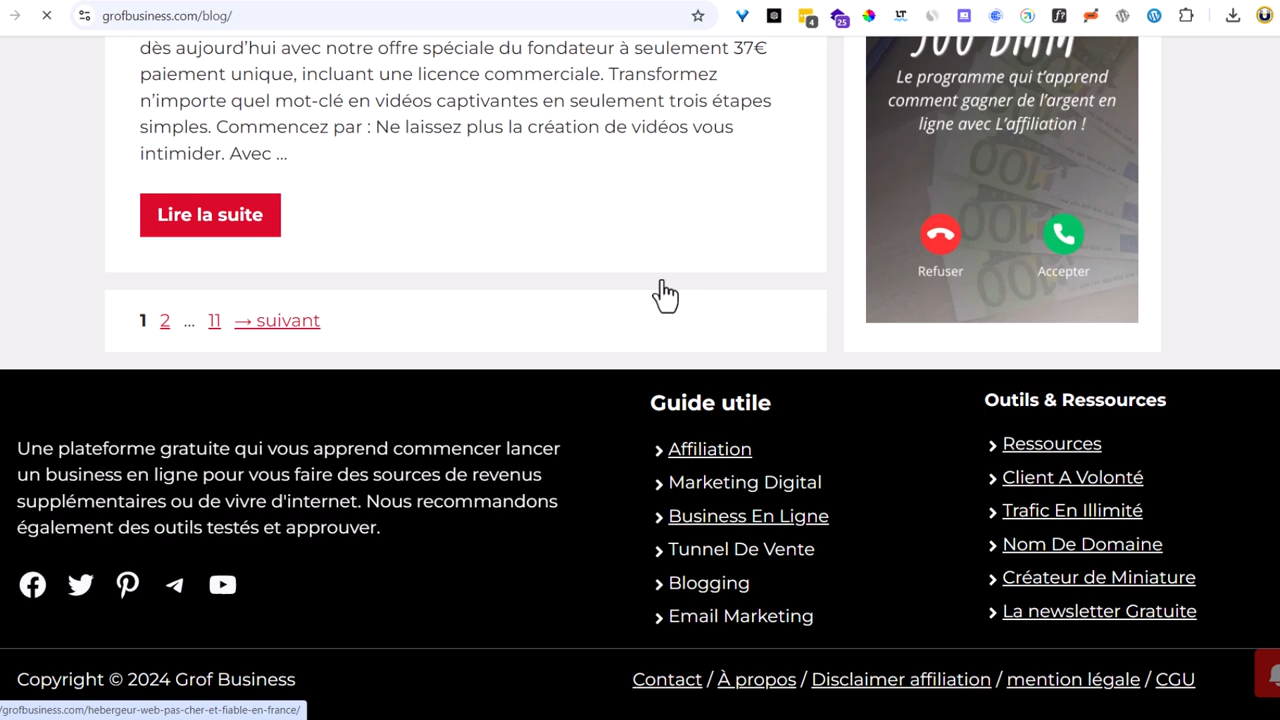 grofbusiness.com/blog/
4
25
LT
f?
dès aujourd’hui avec notre offre spéciale du fondateur à seulement 37€
paiement unique, incluant une licence commerciale. Transformez
n’importe quel mot-clé en vidéos captivantes en seulement trois étapes
simples. Commencez par : Ne laissez plus la création de vidéos vous
intimider. Avec ...
Lire la suite
1 2 ... 11 → suivant
Le programme qui t’apprend
comment gagner de l’argent en
ligne avec L’affiliation !
Refuser
Accepter
Une plateforme gratuite qui vous apprend commencer lancer
un business en ligne pour vous faire des sources de revenus
supplémentaires ou de vivre d'internet. Nous recommandons
également des outils testés et approuver.
Guide utile
Affiliation
Marketing Digital
Business En Ligne
Tunnel De Vente
Blogging
Email Marketing
Outils & Ressources
Ressources
Client A Volonté
Trafic En Illimité
Nom De Domaine
Créateur de Miniature
La newsletter Gratuite
Copyright © 2024 Grof Business
Contact / À propos / Disclaimer affiliation / mention légale / CGU
/grofbusiness.com/hebergeur-web-pas-cher-et-fiable-en-france/